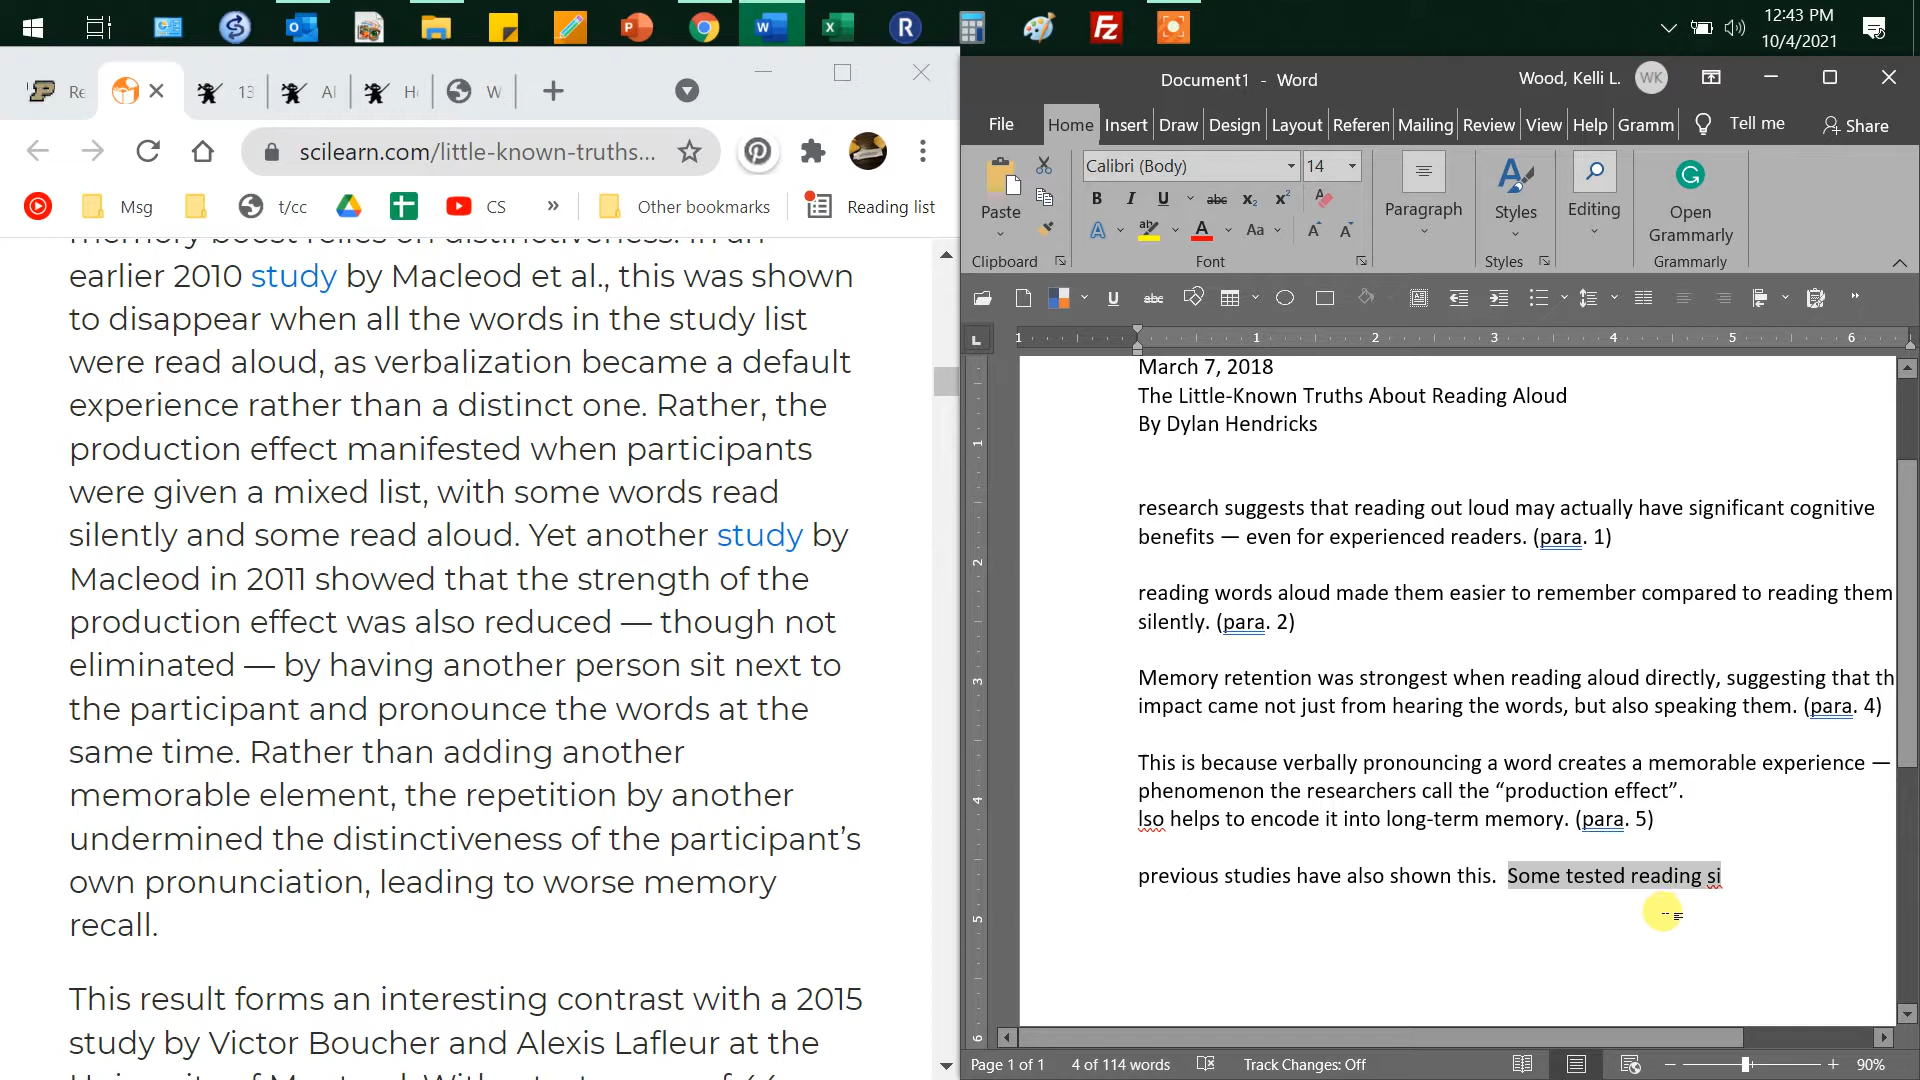 12:43 PM
10/4/2021
Re
13
Al
H
W
scilearn.com/little-known-truths...
Msg
t/cc
CS
»
Other bookmarks
Reading list
earlier 2010 study by Macleod et al., this was shown
to disappear when all the words in the study list
were read aloud, as verbalization became a default
experience rather than a distinct one. Rather, the
production effect manifested when participants
were given a mixed list, with some words read
silently and some read aloud. Yet another study by
Macleod in 2011 showed that the strength of the
production effect was also reduced — though not
eliminated — by having another person sit next to
the participant and pronounce the words at the
same time. Rather than adding another
memorable element, the repetition by another
undermined the distinctiveness of the participant's
own pronunciation, leading to worse memory
recall.
This result forms an interesting contrast with a 2015
study by Victor Boucher and Alexis Lafleur at the
Document1 - Word
Wood, Kelli L.
WK
File Home Insert Draw Design Layout Referen Mailing Review View Help Gramm Tell me Share
Calibri (Body) 14
Paste
Paragraph
Styles
Editing
Open
Grammarly
Clipboard
Font
Styles
Grammarly
March 7, 2018
The Little-Known Truths About Reading Aloud
By Dylan Hendricks
research suggests that reading out loud may actually have significant cognitive
benefits — even for experienced readers. (para. 1)
reading words aloud made them easier to remember compared to reading them
silently. (para. 2)
Memory retention was strongest when reading aloud directly, suggesting that th
impact came not just from hearing the words, but also speaking them. (para. 4)
This is because verbally pronouncing a word creates a memorable experience —
phenomenon the researchers call the “production effect”.
lso helps to encode it into long-term memory. (para. 5)
previous studies have also shown this.  Some tested reading si
Page 1 of 1 4 of 114 words Track Changes: Off 90%